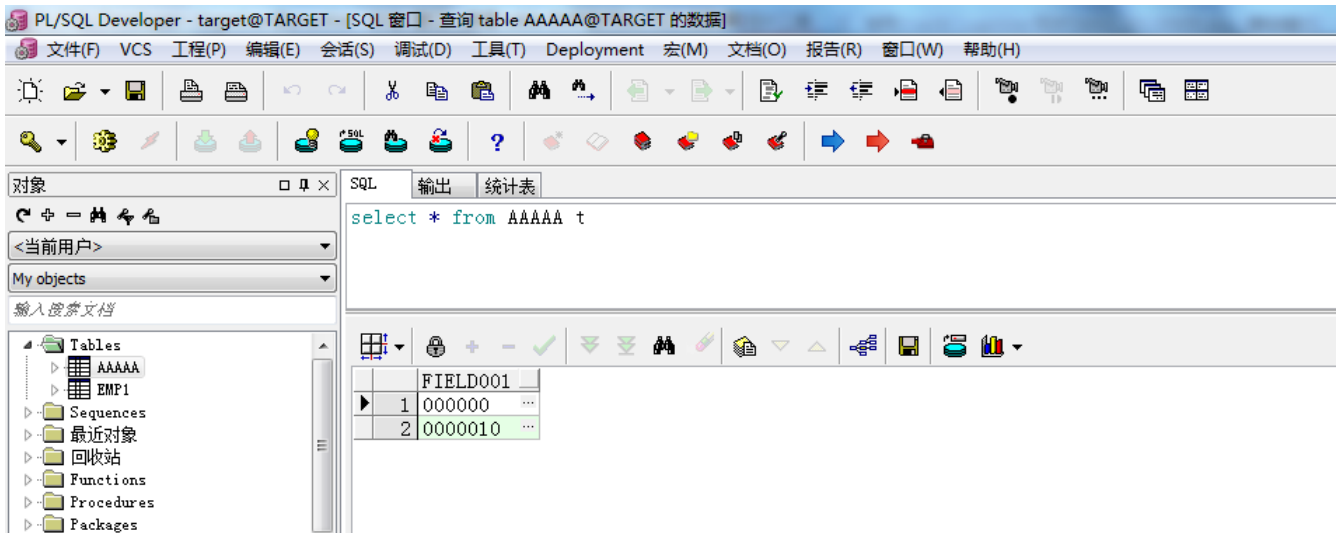 PL/SQL Developer - target@TARGET - [SQL 窗口 - 查询 table AAAAA@TARGET 的数据]
文件(F) VCS 工程(P) 编辑(E) 会话(S) 调试(D) 工具(T) Deployment 宏(M) 文档(O) 报告(R) 窗口(W) 帮助(H)
SQL
?
对象
SQL 输出 统计表
<当前用户>
My objects
输入搜索文档
select * from AAAAA t
Tables
AAAAA
EMP1
Sequences
最近对象
回收站
Functions
Procedures
Packages
FIELD001
1 000000 ...
2 0000010 ...